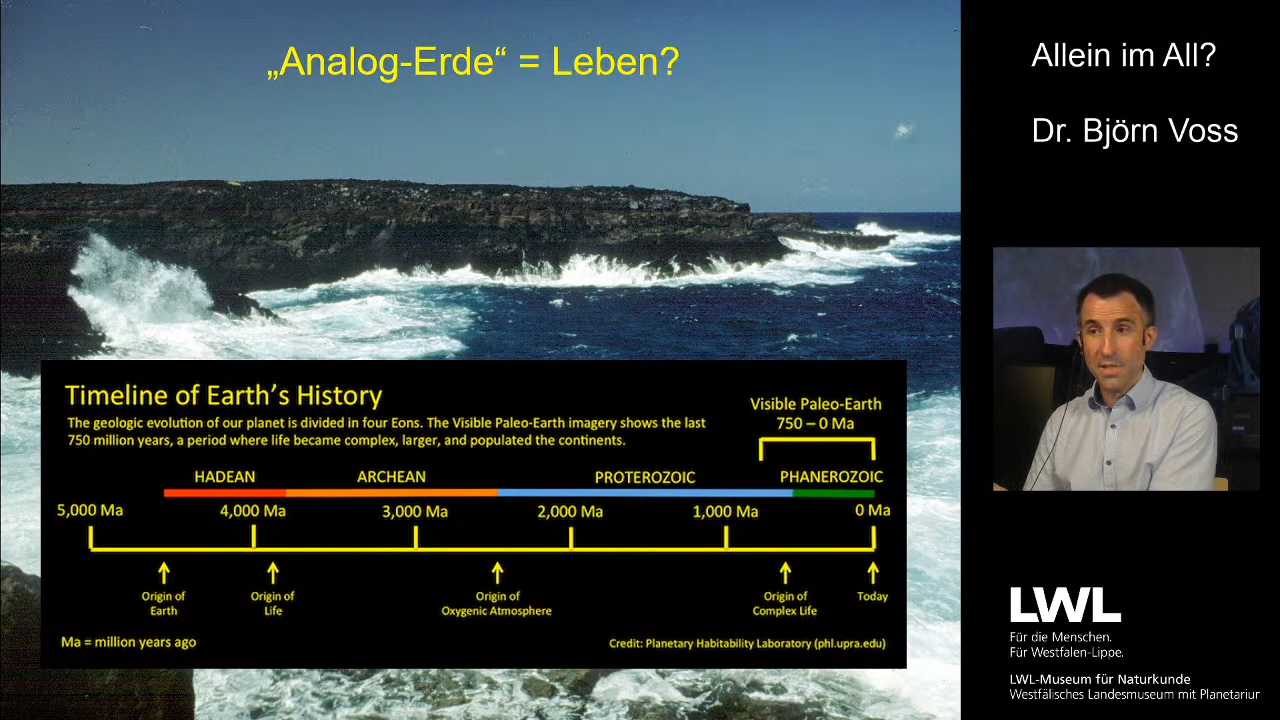 „Analog-Erde“ = Leben?
Allein im All?
Dr. Björn Voss
Timeline of Earth's History
The geologic evolution of our planet is divided in four Eons. The Visible Paleo-Earth imagery shows the last
750 million years, a period where life became complex, larger, and populated the continents.
Visible Paleo-Earth
750 – 0 Ma
HADEAN ARCHEAN PROTEROZOIC PHANEROZOIC
5,000 Ma 4,000 Ma 3,000 Ma 2,000 Ma 1,000 Ma 0 Ma
Origin of
Earth
Origin of
Life
Origin of
Oxygenic Atmosphere
Origin of
Complex Life
Today
Ma = million years ago
Credit: Planetary Habitability Laboratory (phl.upra.edu)
LWL
Für die Menschen.
Für Westfalen-Lippe.
LWL-Museum für Naturkunde
Westfälisches Landesmuseum mit Planetariur